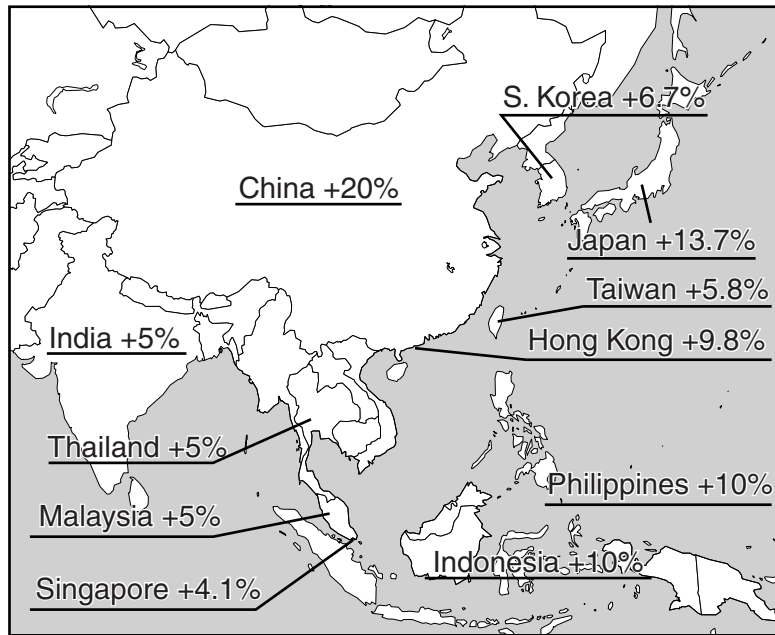 S. Korea +6.7%
China +20%
Japan +13.7%
Taiwan +5.8%
India +5%
Hong Kong +9.8%
Thailand +5%
Philippines +10%
Malaysia +5%
Indonesia +10%
Singapore +4.1%